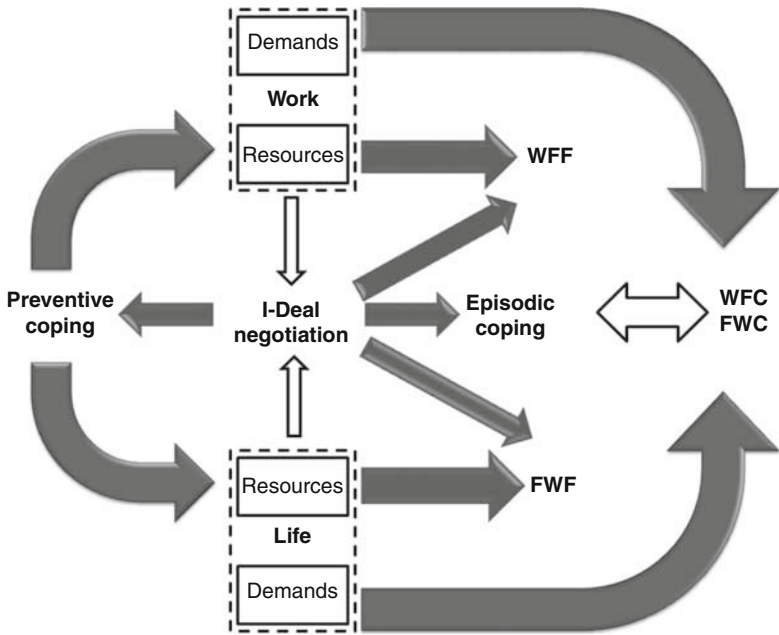 Demands
Work
Resources
WFF
Preventive
coping
I-Deal
negotiation
Episodic
coping
WFC
FWC
Resources
FWF
Life
Demands